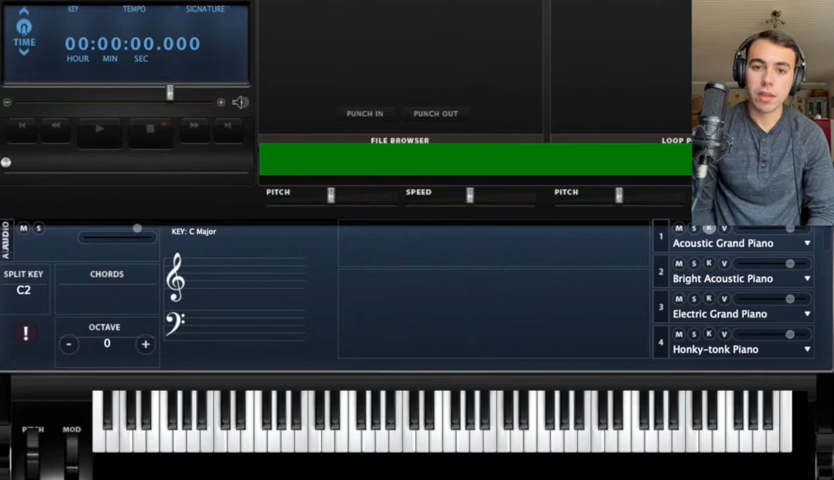 KEY TEMPO SIGNATURE
TIME
00:00:00.000
HOUR MIN SEC
PUNCH IN PUNCH OUT
FILE BROWSER
LOOP P
PITCH SPEED PITCH
AUDIO
M S
KEY: C Major
SPLIT KEY
C2
CHORDS
OCTAVE
- 0 +
1 M S K V
Acoustic Grand Piano
2 M S K V
Bright Acoustic Piano
3 M S K V
Electric Grand Piano
4 M S K V
Honky-tonk Piano
PITCH MOD